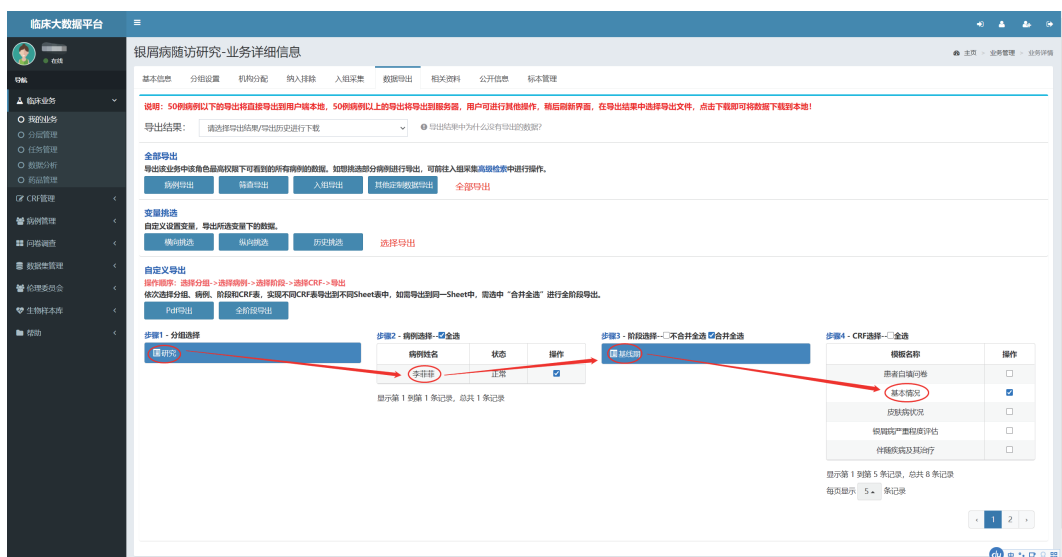 临床大数据平台
在线
导航
临床业务
我的业务
分层管理
任务管理
数据分析
药品管理
CRF管理
病例管理
问卷调查
数据集管理
伦理委员会
生物样本库
帮助
银屑病随访研究-业务详细信息
主页 > 业务管理 > 业务详情
基本信息 分组设置 机构分配 纳入排除 入组采集 数据导出 相关资料 公开信息 标本管理
说明：50例病例以下的导出将直接导出到用户端本地，50例病例以上的导出将导出到服务器，用户可进行其他操作，稍后刷新界面，在导出结果中选择导出文件，点击下载即可将数据下载到本地！
导出结果： 请选择导出结果/导出历史进行下载 导出结果中为什么没有导出的数据?
全部导出
导出该业务中该角色最高权限下可看到的所有病例的数据。如想挑选部分病例进行导出，可前往入组采集高级检索中进行操作。
病例导出 筛查导出 入组导出 其他定制数据导出 全部导出
变量挑选
自定义设置变量，导出所选变量下的数据。
横向挑选 纵向挑选 历史挑选 选择导出
自定义导出
操作顺序：选择分组->选择病例->选择阶段->选择CRF->导出
依次选择分组、病例、阶段和CRF表，实现不同CRF表导出到不同Sheet表中，如需导出到同一Sheet中，需选中“合并全选”进行全阶段导出。
Pdf导出 全阶段导出
步骤1 - 分组选择
研究
步骤2 - 病例选择--全选
病例姓名 状态 操作
李菲菲 正常
显示第 1 到第 1 条记录，总共 1 条记录
步骤3 - 阶段选择--不合并全选 合并全选
基线期
步骤4 - CRF选择--全选
模板名称 操作
患者自填问卷
基本情况
皮肤病状况
银屑病严重程度评估
伴随疾病及其治疗
显示第 1 到第 5 条记录，总共 8 条记录
每页显示 5 条记录
‹ 1 2 ›
du 中